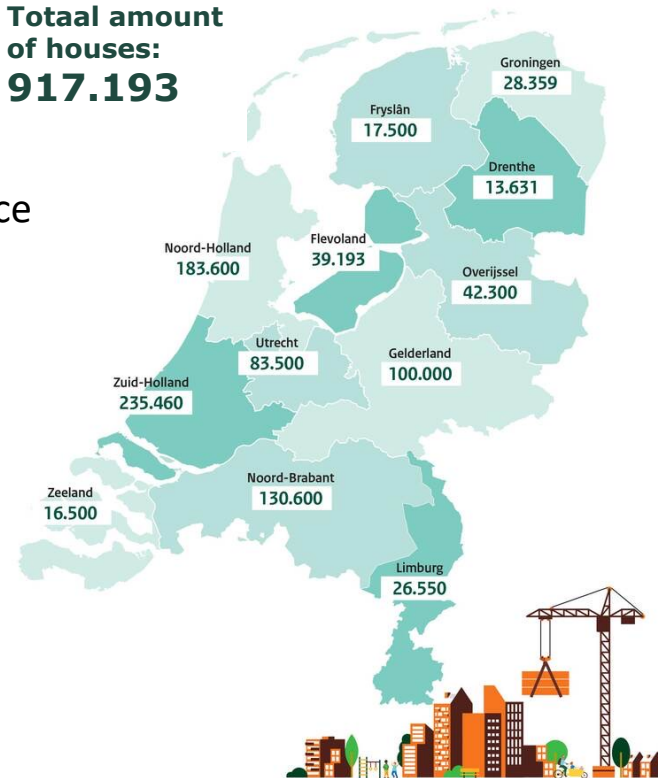 Totaal amount
of houses:
917.193
Groningen
28.359
Fryslân
17.500
Drenthe
13.631
ce
Noord-Holland
183.600
Flevoland
39.193
Overijssel
42.300
Utrecht
83.500
Gelderland
100.000
Zuid-Holland
235.460
Noord-Brabant
130.600
Zeeland
16.500
Limburg
26.550